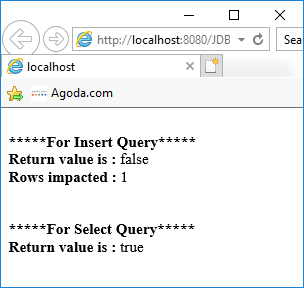 http://localhost:8080/JDB
Sear
localhost
Agoda.com
*****For Insert Query*****
Return value is : false
Rows impacted : 1
*****For Select Query*****
Return value is : true